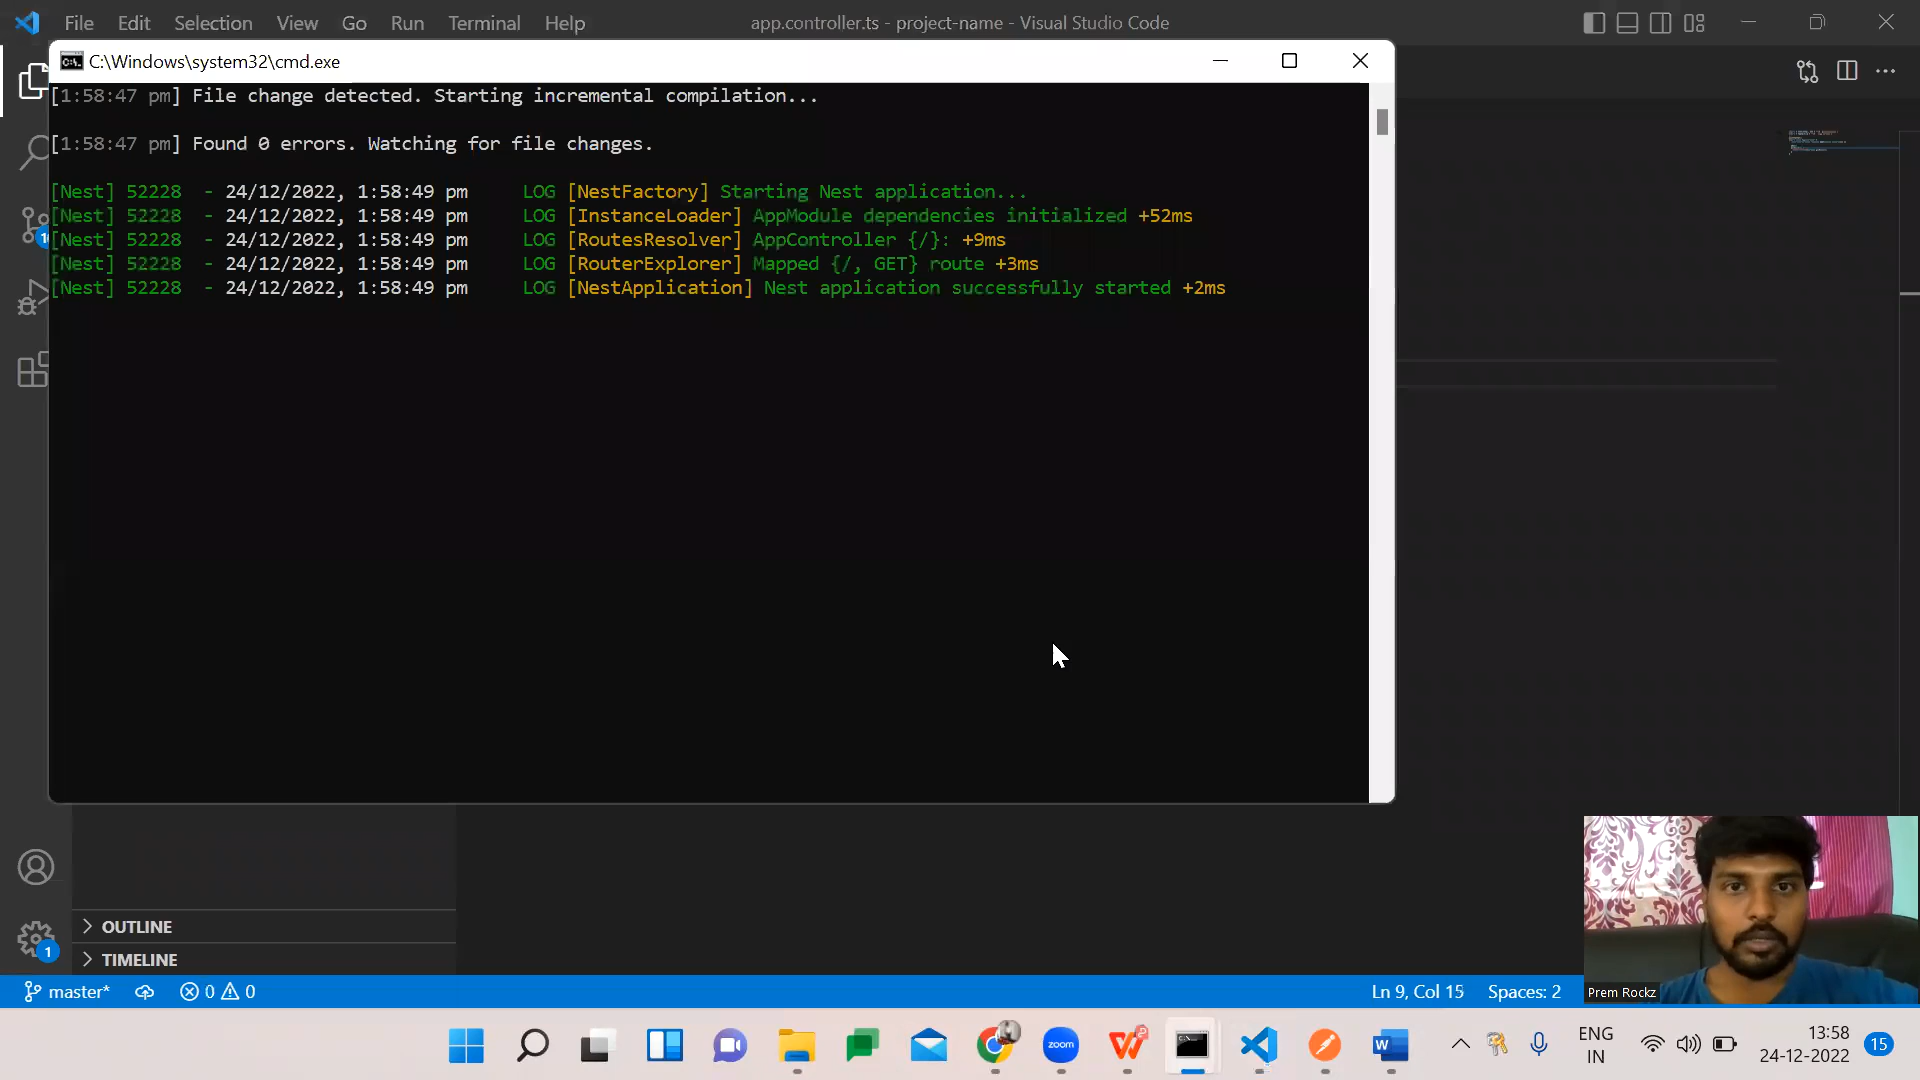 File Edit Selection View Go Run Terminal Help
app.controller.ts - project-name - Visual Studio Code
C:\Windows\system32\cmd.exe
[1:58:47 pm] File change detected. Starting incremental compilation...
[1:58:47 pm] Found 0 errors. Watching for file changes.
[Nest] 52228 - 24/12/2022, 1:58:49 pm LOG [NestFactory] Starting Nest application...
[Nest] 52228 - 24/12/2022, 1:58:49 pm LOG [InstanceLoader] AppModule dependencies initialized +52ms
[Nest] 52228 - 24/12/2022, 1:58:49 pm LOG [RoutesResolver] AppController {/}: +9ms
[Nest] 52228 - 24/12/2022, 1:58:49 pm LOG [RouterExplorer] Mapped {/, GET} route +3ms
[Nest] 52228 - 24/12/2022, 1:58:49 pm LOG [NestApplication] Nest application successfully started +2ms
OUTLINE
1
TIMELINE
master* 0 0
Ln 9, Col 15 Spaces: 2
Prem Rockz
zoom
W
ENG
IN
13:58
24-12-2022
15